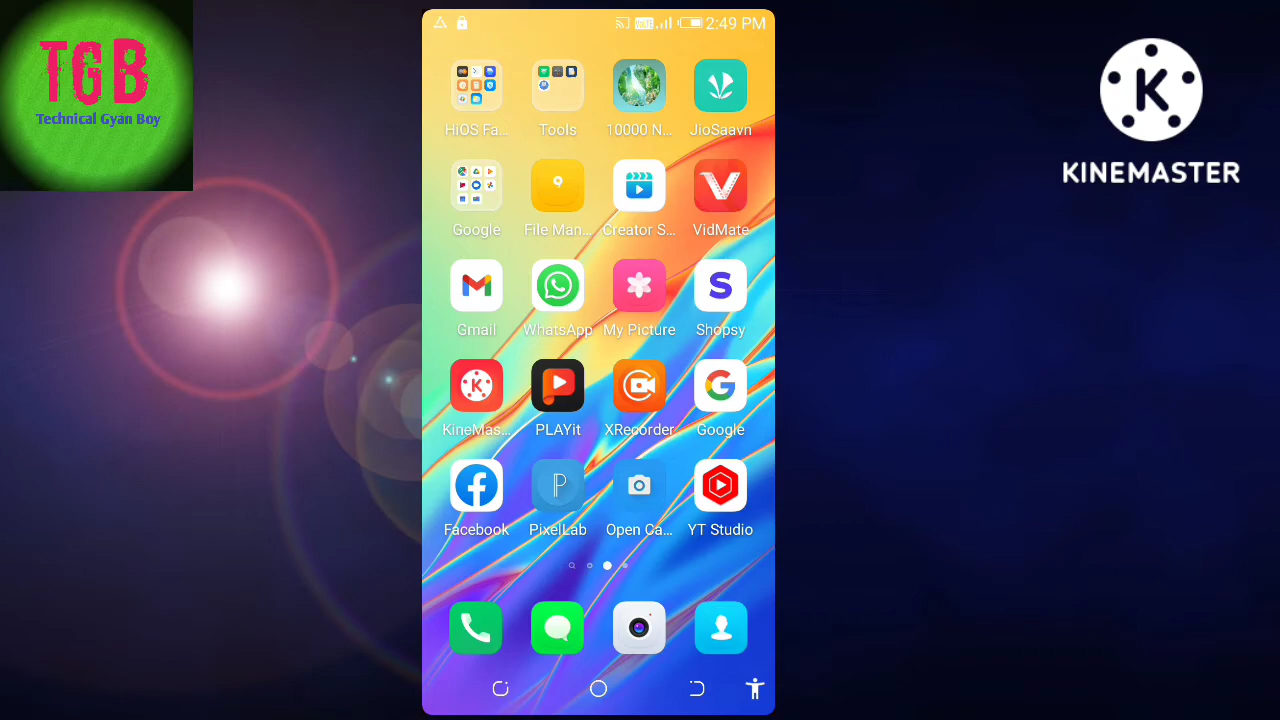 TGB
Technical Gyan Boy
2:49 PM
HiOS Fa...
Tools
10000 N...
JioSaavn
Google
File Man...
Creator S...
VidMate
Gmail
WhatsApp
My Picture
Shopsy
KineMas...
PLAYit
XRecorder
Google
Facebook
PixelLab
Open Ca...
YT Studio
K
KINEMASTER